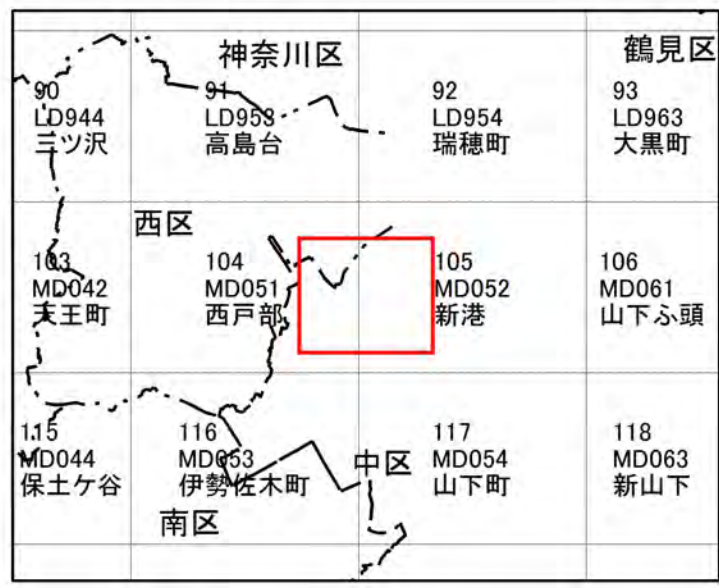 神奈川区
鶴見区
90
LD944
三ツ沢
91
LD953
高島台
92
LD954
瑞穂町
93
LD963
大黒町
西区
103
MD042
天王町
104
MD051
西戸部
105
MD052
新港
106
MD061
山下ふ頭
115
MD044
保土ケ谷
116
MD053
伊勢佐木町
中区
117
MD054
山下町
118
MD063
新山下
南区